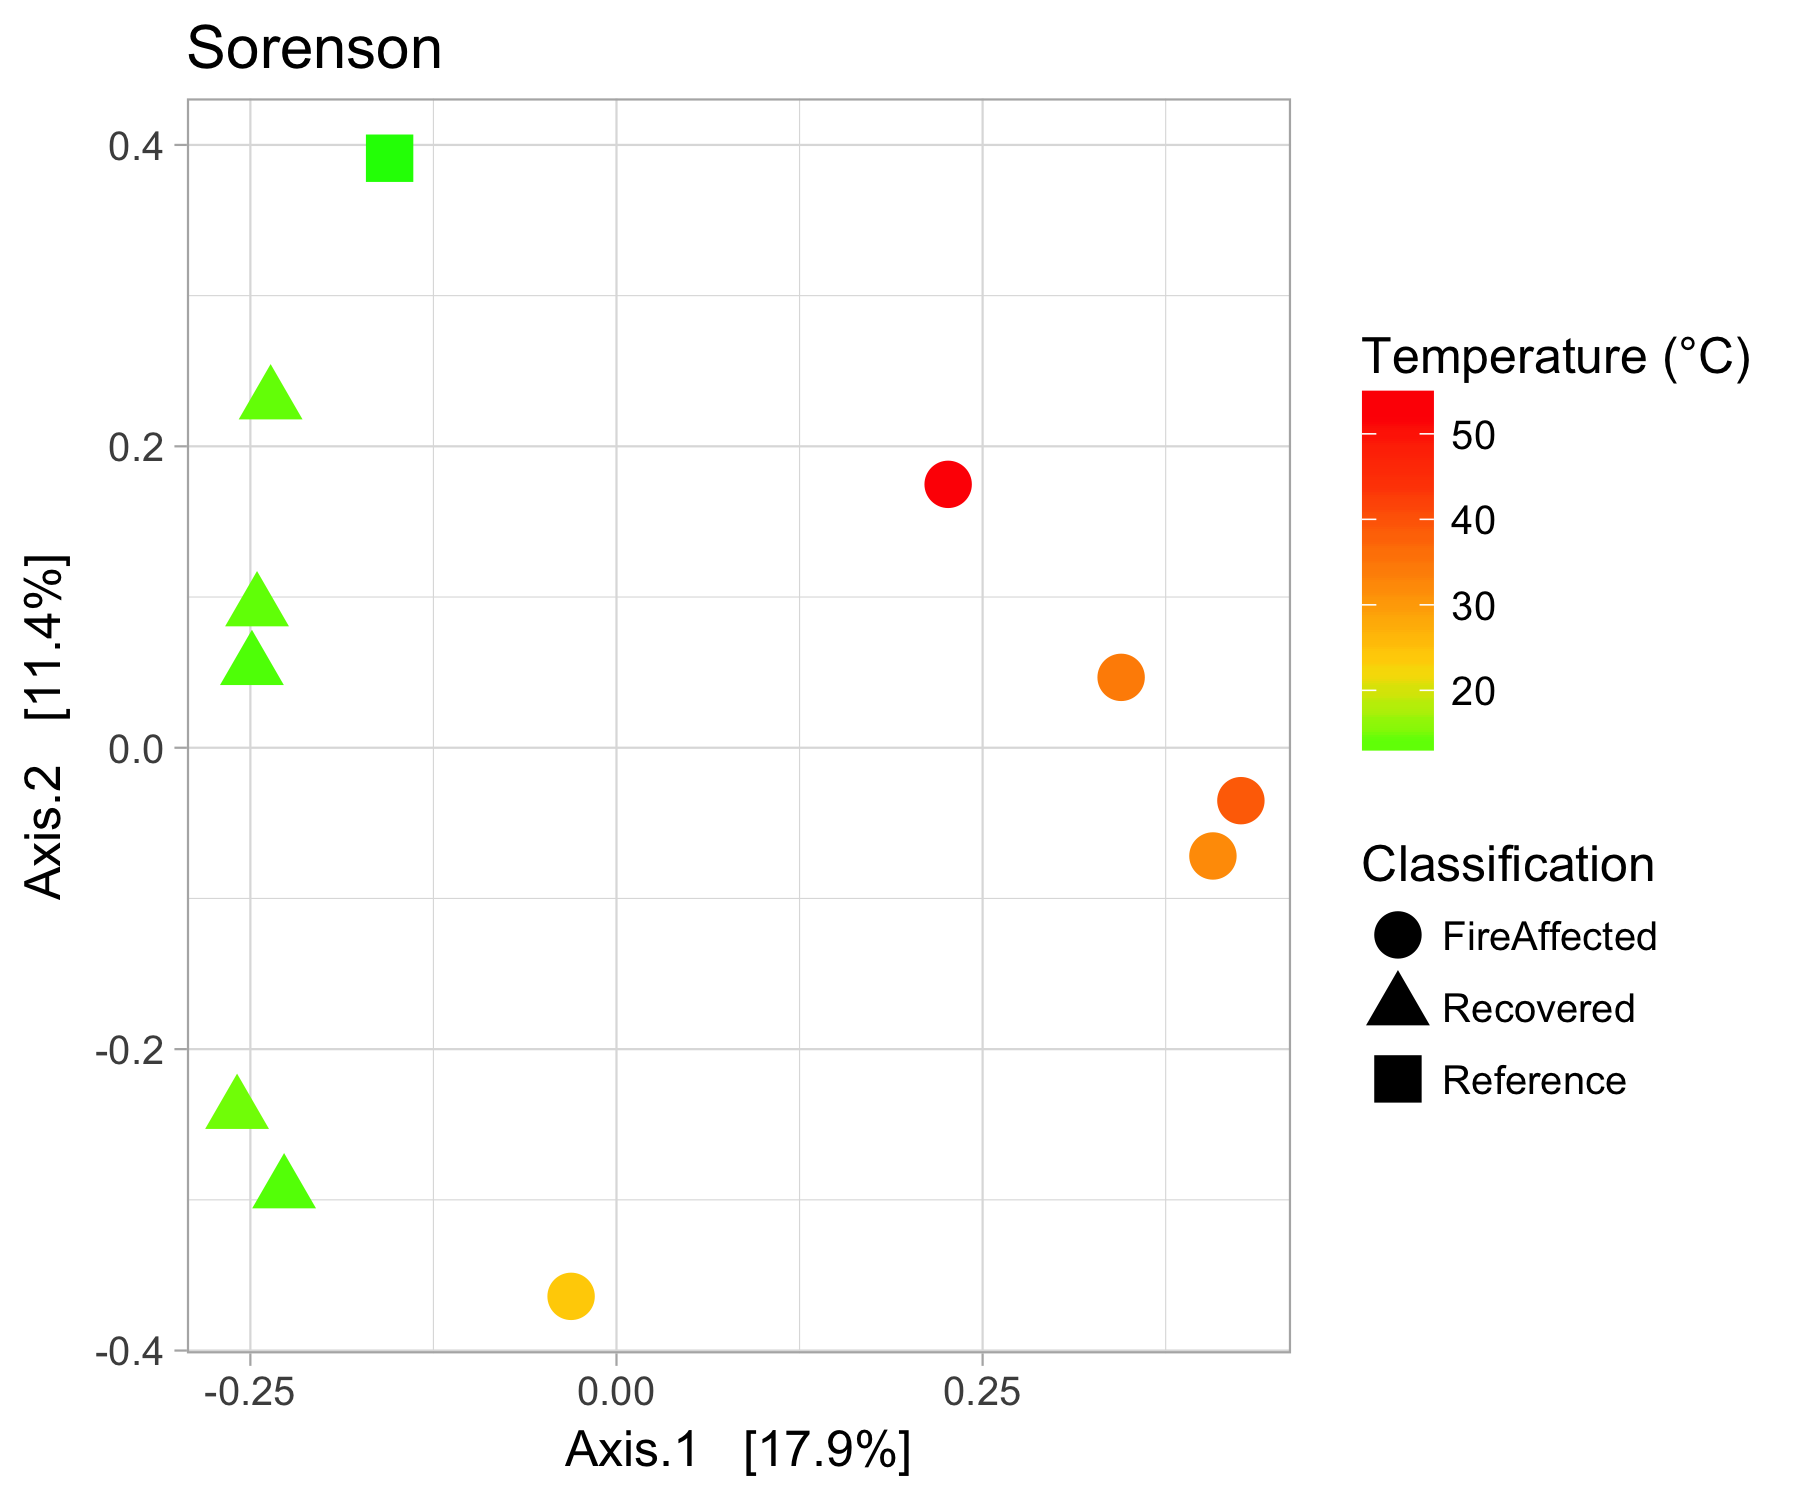 Sorenson
0.4
0.2
0.0
-0.2
-0.4
Axis.2 [11.4%]
-0.25 0.00 0.25
Axis.1 [17.9%]
Temperature (°C)
50
40
30
20
Classification
FireAffected
Recovered
Reference